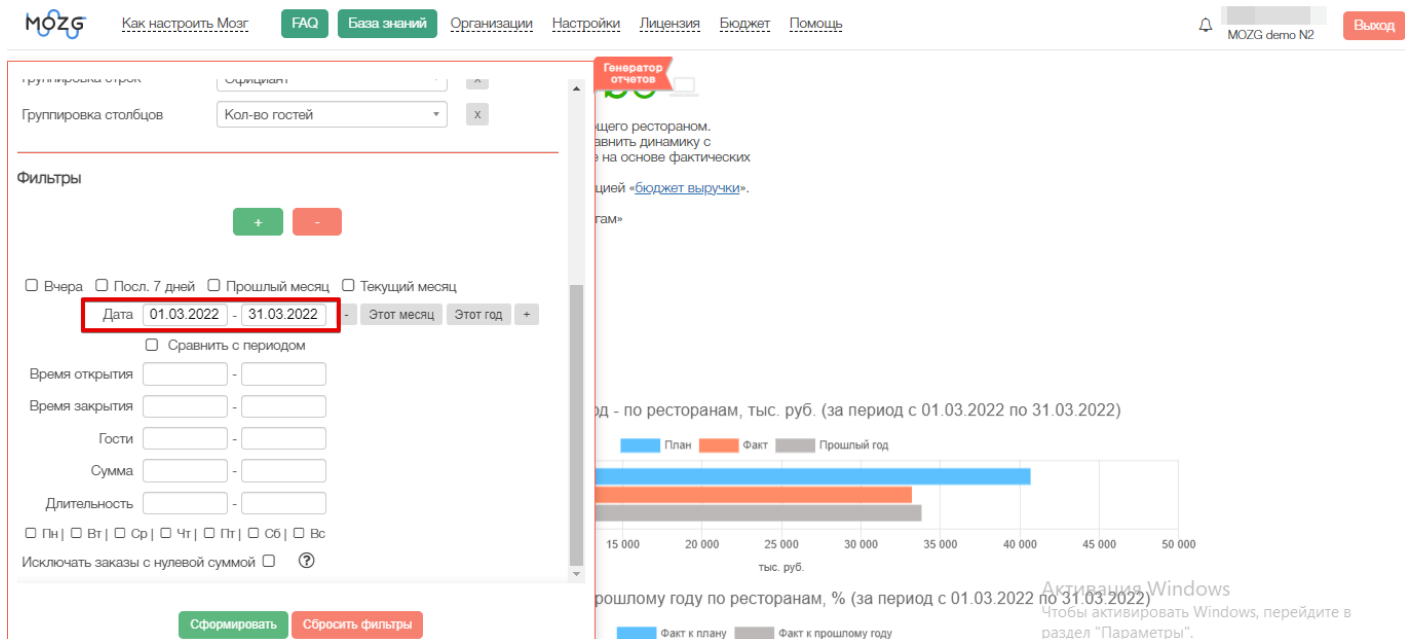 MOZG Как настроить Мозг FAQ База знаний Организации Настройки Лицензия Бюджет Помощь MOZG demo N2 Выход
Генератор отчетов
Группировка строк Официант x
Группировка столбцов Кол-во гостей x
щего рестораном.
авнить динамику с
на основе фактических
Фильтры
цией «бюджет выручки».
гам»
+ -
Вчера Посл. 7 дней Прошлый месяц Текущий месяц
Дата 01.03.2022 - 31.03.2022 - Этот месяц Этот год +
Сравнить с периодом
Время открытия -
Время закрытия -
Гости -
Сумма -
Длительность -
Пн | Вт | Ср | Чт | Пт | Сб | Вс
Исключать заказы с нулевой суммой ?
Сформировать Сбросить фильтры
од - по ресторанам, тыс. руб. (за период с 01.03.2022 по 31.03.2022)
План Факт Прошлый год
15 000 20 000 25 000 30 000 35 000 40 000 45 000 50 000
тыс. руб.
рошлому году по ресторанам, % (за период с 01.03.2022 по 31.03.2022)
Факт к плану Факт к прошлому году
Активация Windows
Чтобы активировать Windows, перейдите в
раздел "Параметры".